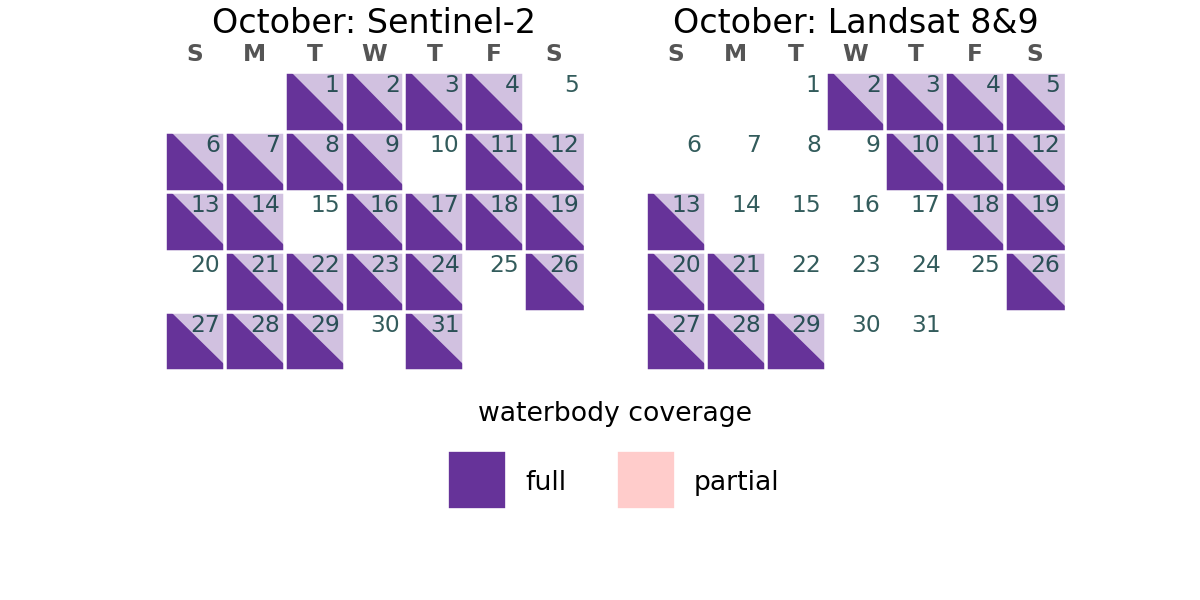 October: Sentinel-2
S M T W T F S
1 2 3 4 5
6 7 8 9 10 11 12
13 14 15 16 17 18 19
20 21 22 23 24 25 26
27 28 29 30 31
October: Landsat 8&9
S M T W T F S
1 2 3 4 5
6 7 8 9 10 11 12
13 14 15 16 17 18 19
20 21 22 23 24 25 26
27 28 29 30 31
waterbody coverage
full partial